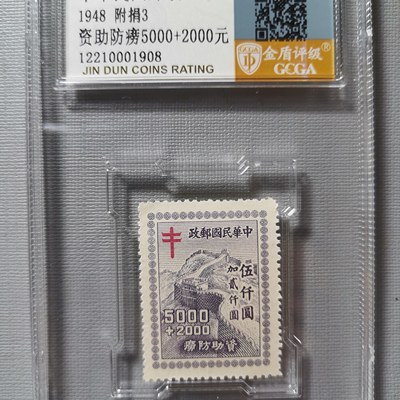 1948 附捐3
资助防痨5000+2000元
12210001908
JIN DUN COINS RATING
金盾评级®
GCGA
政郵國民華中
伍仟圓
加貳仟圓
5000
+2000
癆防助資